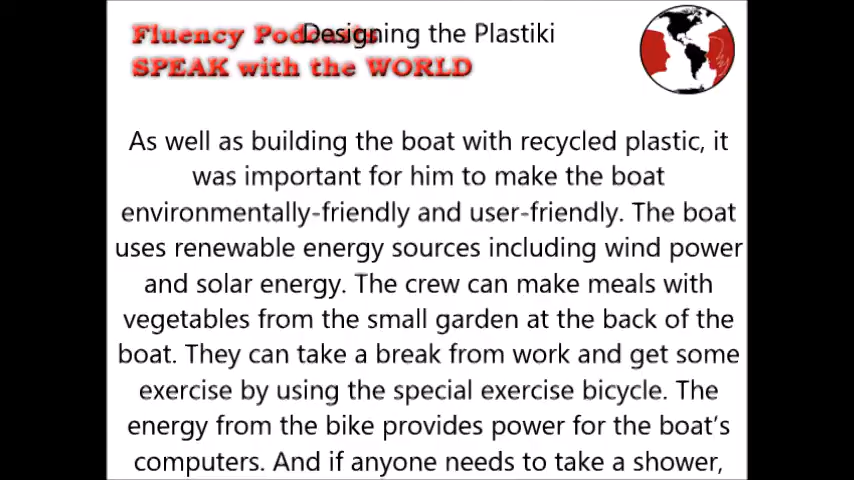 Fluency Podcasts
Designing the Plastiki
SPEAK with the WORLD
As well as building the boat with recycled plastic, it
was important for him to make the boat
environmentally-friendly and user-friendly. The boat
uses renewable energy sources including wind power
and solar energy. The crew can make meals with
vegetables from the small garden at the back of the
boat. They can take a break from work and get some
exercise by using the special exercise bicycle. The
energy from the bike provides power for the boat’s
computers. And if anyone needs to take a shower,